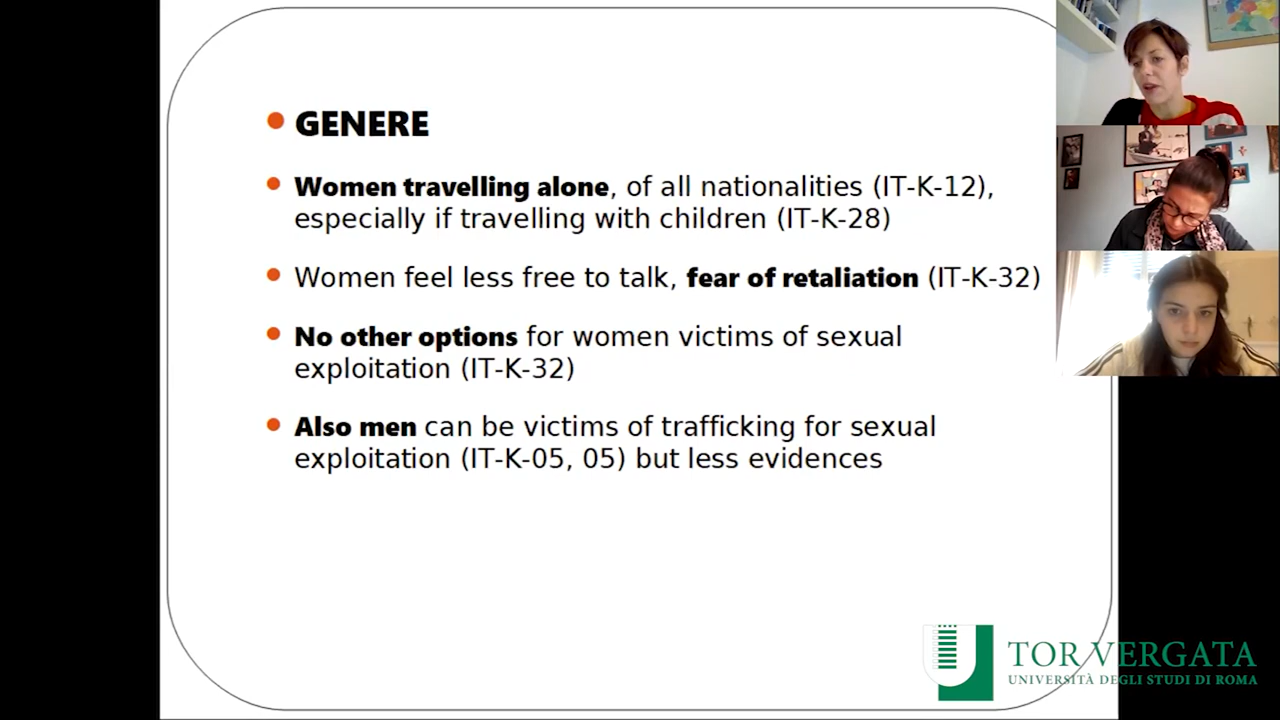 GENERE
Women travelling alone, of all nationalities (IT-K-12),
especially if travelling with children (IT-K-28)
Women feel less free to talk, fear of retaliation (IT-K-32)
No other options for women victims of sexual
exploitation (IT-K-32)
Also men can be victims of trafficking for sexual
exploitation (IT-K-05, 05) but less evidences
TOR VERGATA
UNIVERSITÀ DEGLI STUDI DI ROMA